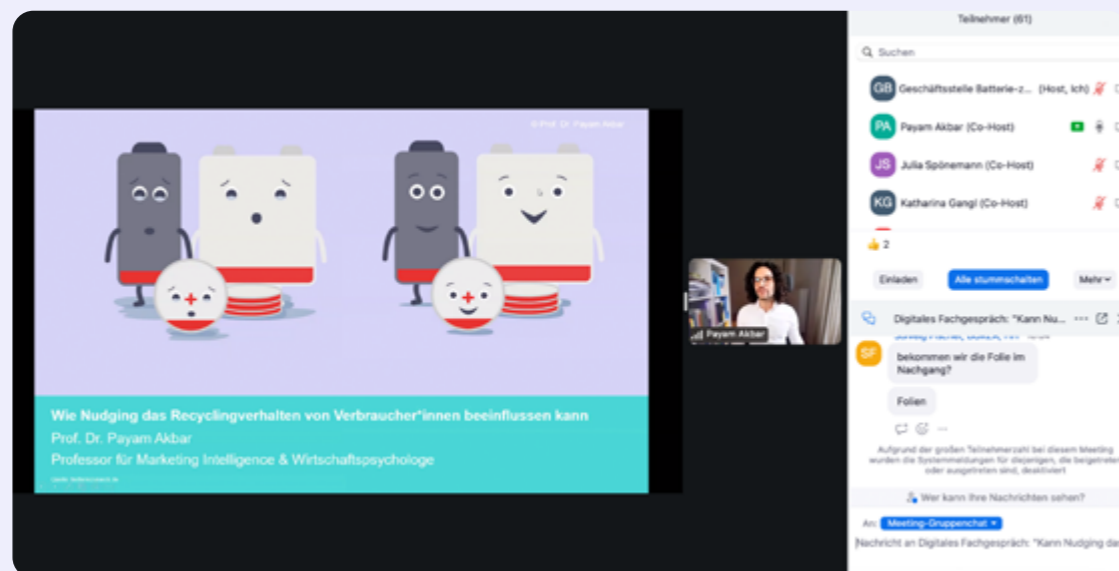 © Prof. Dr. Payam Akbar
Wie Nudging das Recyclingverhalten von Verbraucher*innen beeinflussen kann
Prof. Dr. Payam Akbar
Professor für Marketing Intelligence & Wirtschaftspsychologe
Payam Akbar
Teilnehmer (61)
Suchen
GB Geschäftsstelle Batterie-z... (Host, Ich)
PA Payam Akbar (Co-Host)
JS Julia Spönemann (Co-Host)
KG Katharina Gangl (Co-Host)
2
Einladen Alle stummschalten Mehr
Digitales Fachgespräch: "Kann Nu... ...
SF
bekommen wir die Folie im
Nachgang?
Folien
Aufgrund der großen Teilnehmerzahl bei diesem Meeting
wurden die Systemmeldungen für diejenigen, die beigetreten
oder ausgetreten sind, deaktiviert
Wer kann Ihre Nachrichten sehen?
An: Meeting-Gruppenchat
Nachricht an Digitales Fachgespräch: "Kann Nudging dar